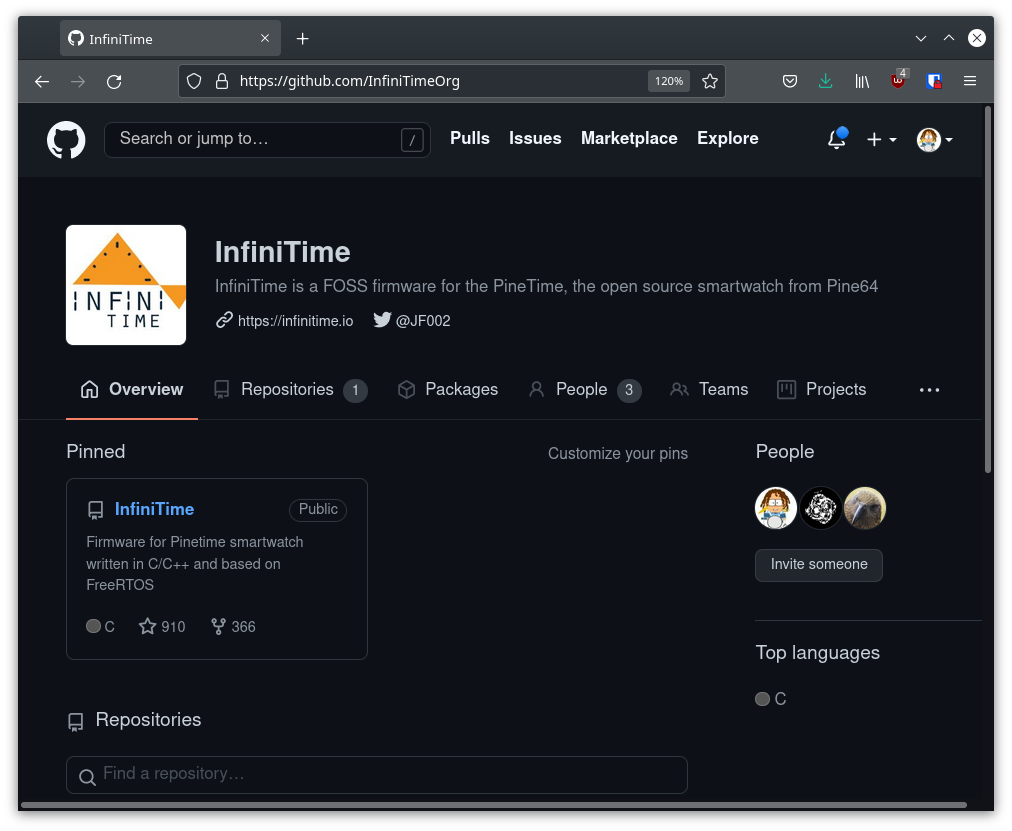 InfiniTime
https://github.com/InfiniTimeOrg
120%
4
Search or jump to…
/
Pulls Issues Marketplace Explore
INFINI
TIME
InfiniTime
InfiniTime is a FOSS firmware for the PineTime, the open source smartwatch from Pine64
https://infinitime.io @JF002
Overview Repositories 1 Packages People 3 Teams Projects
Pinned
Customize your pins
InfiniTime Public
Firmware for Pinetime smartwatch
written in C/C++ and based on
FreeRTOS
C 910 366
People
Invite someone
Top languages
C
Repositories
Find a repository…